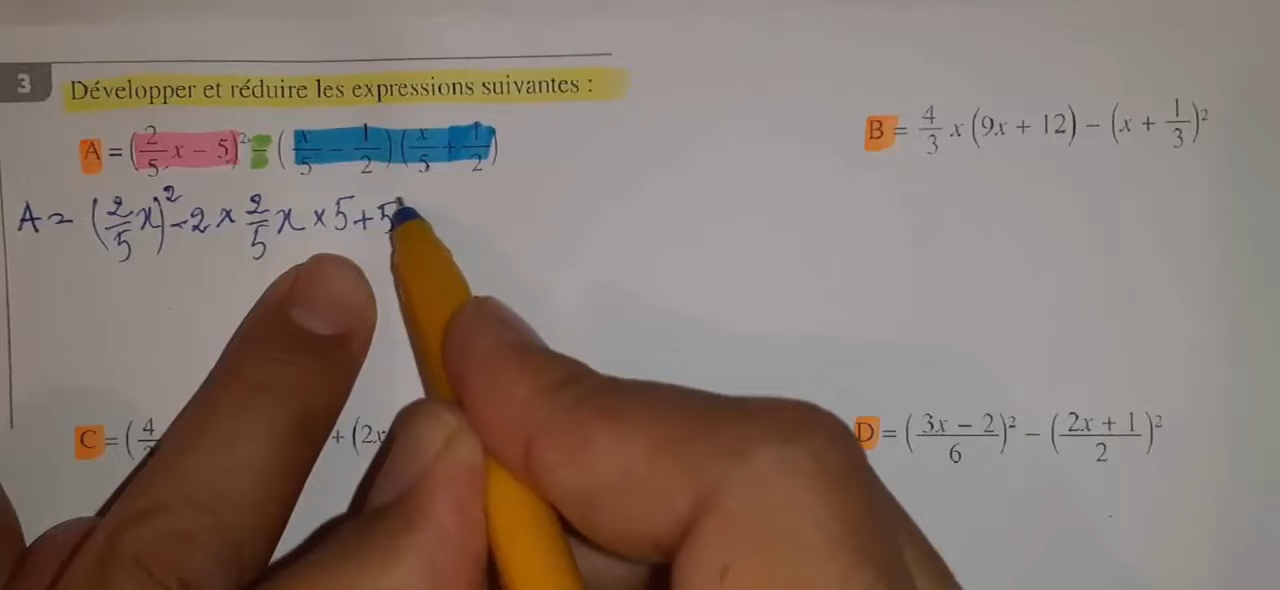 3
Développer et réduire les expressions suivantes :
A = (2/5 x − 5)² − (x/5 − 1/2)(x/5 + 1/2)
B = 4/3 x (9x + 12) − (x + 1/3)²
A = (2/5 x)² − 2 × 2/5 x × 5 + 5
C = (4
+ (2x
D = ((3x − 2)/6)² − ((2x + 1)/2)²